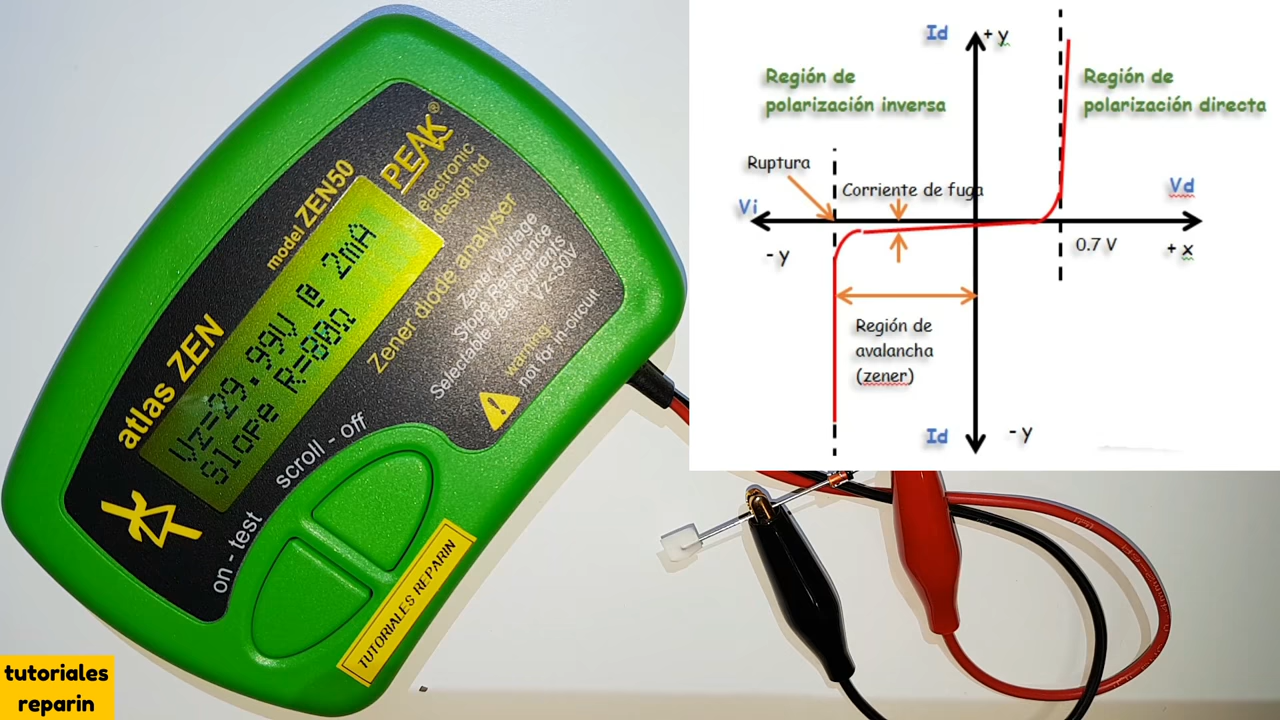 PEAK®
electronic
design ltd
model ZEN50
atlas ZEN
Vz=29.99V @ 2mA
Slope R=80Ω
Zener diode analyser
Zener Voltage
Slope Resistance
Selectable Test Currents
Vz<50V
warning
not for in-circuit
scroll - off
on - test
TUTORIALES REPARIN
tutoriales
reparin
Id
+ y
Región de
polarización inversa
Región de
polarización directa
Ruptura
Corriente de fuga
Vi
Vd
- y
0.7 V
+ x
Región de
avalancha
(zener)
Id
- y